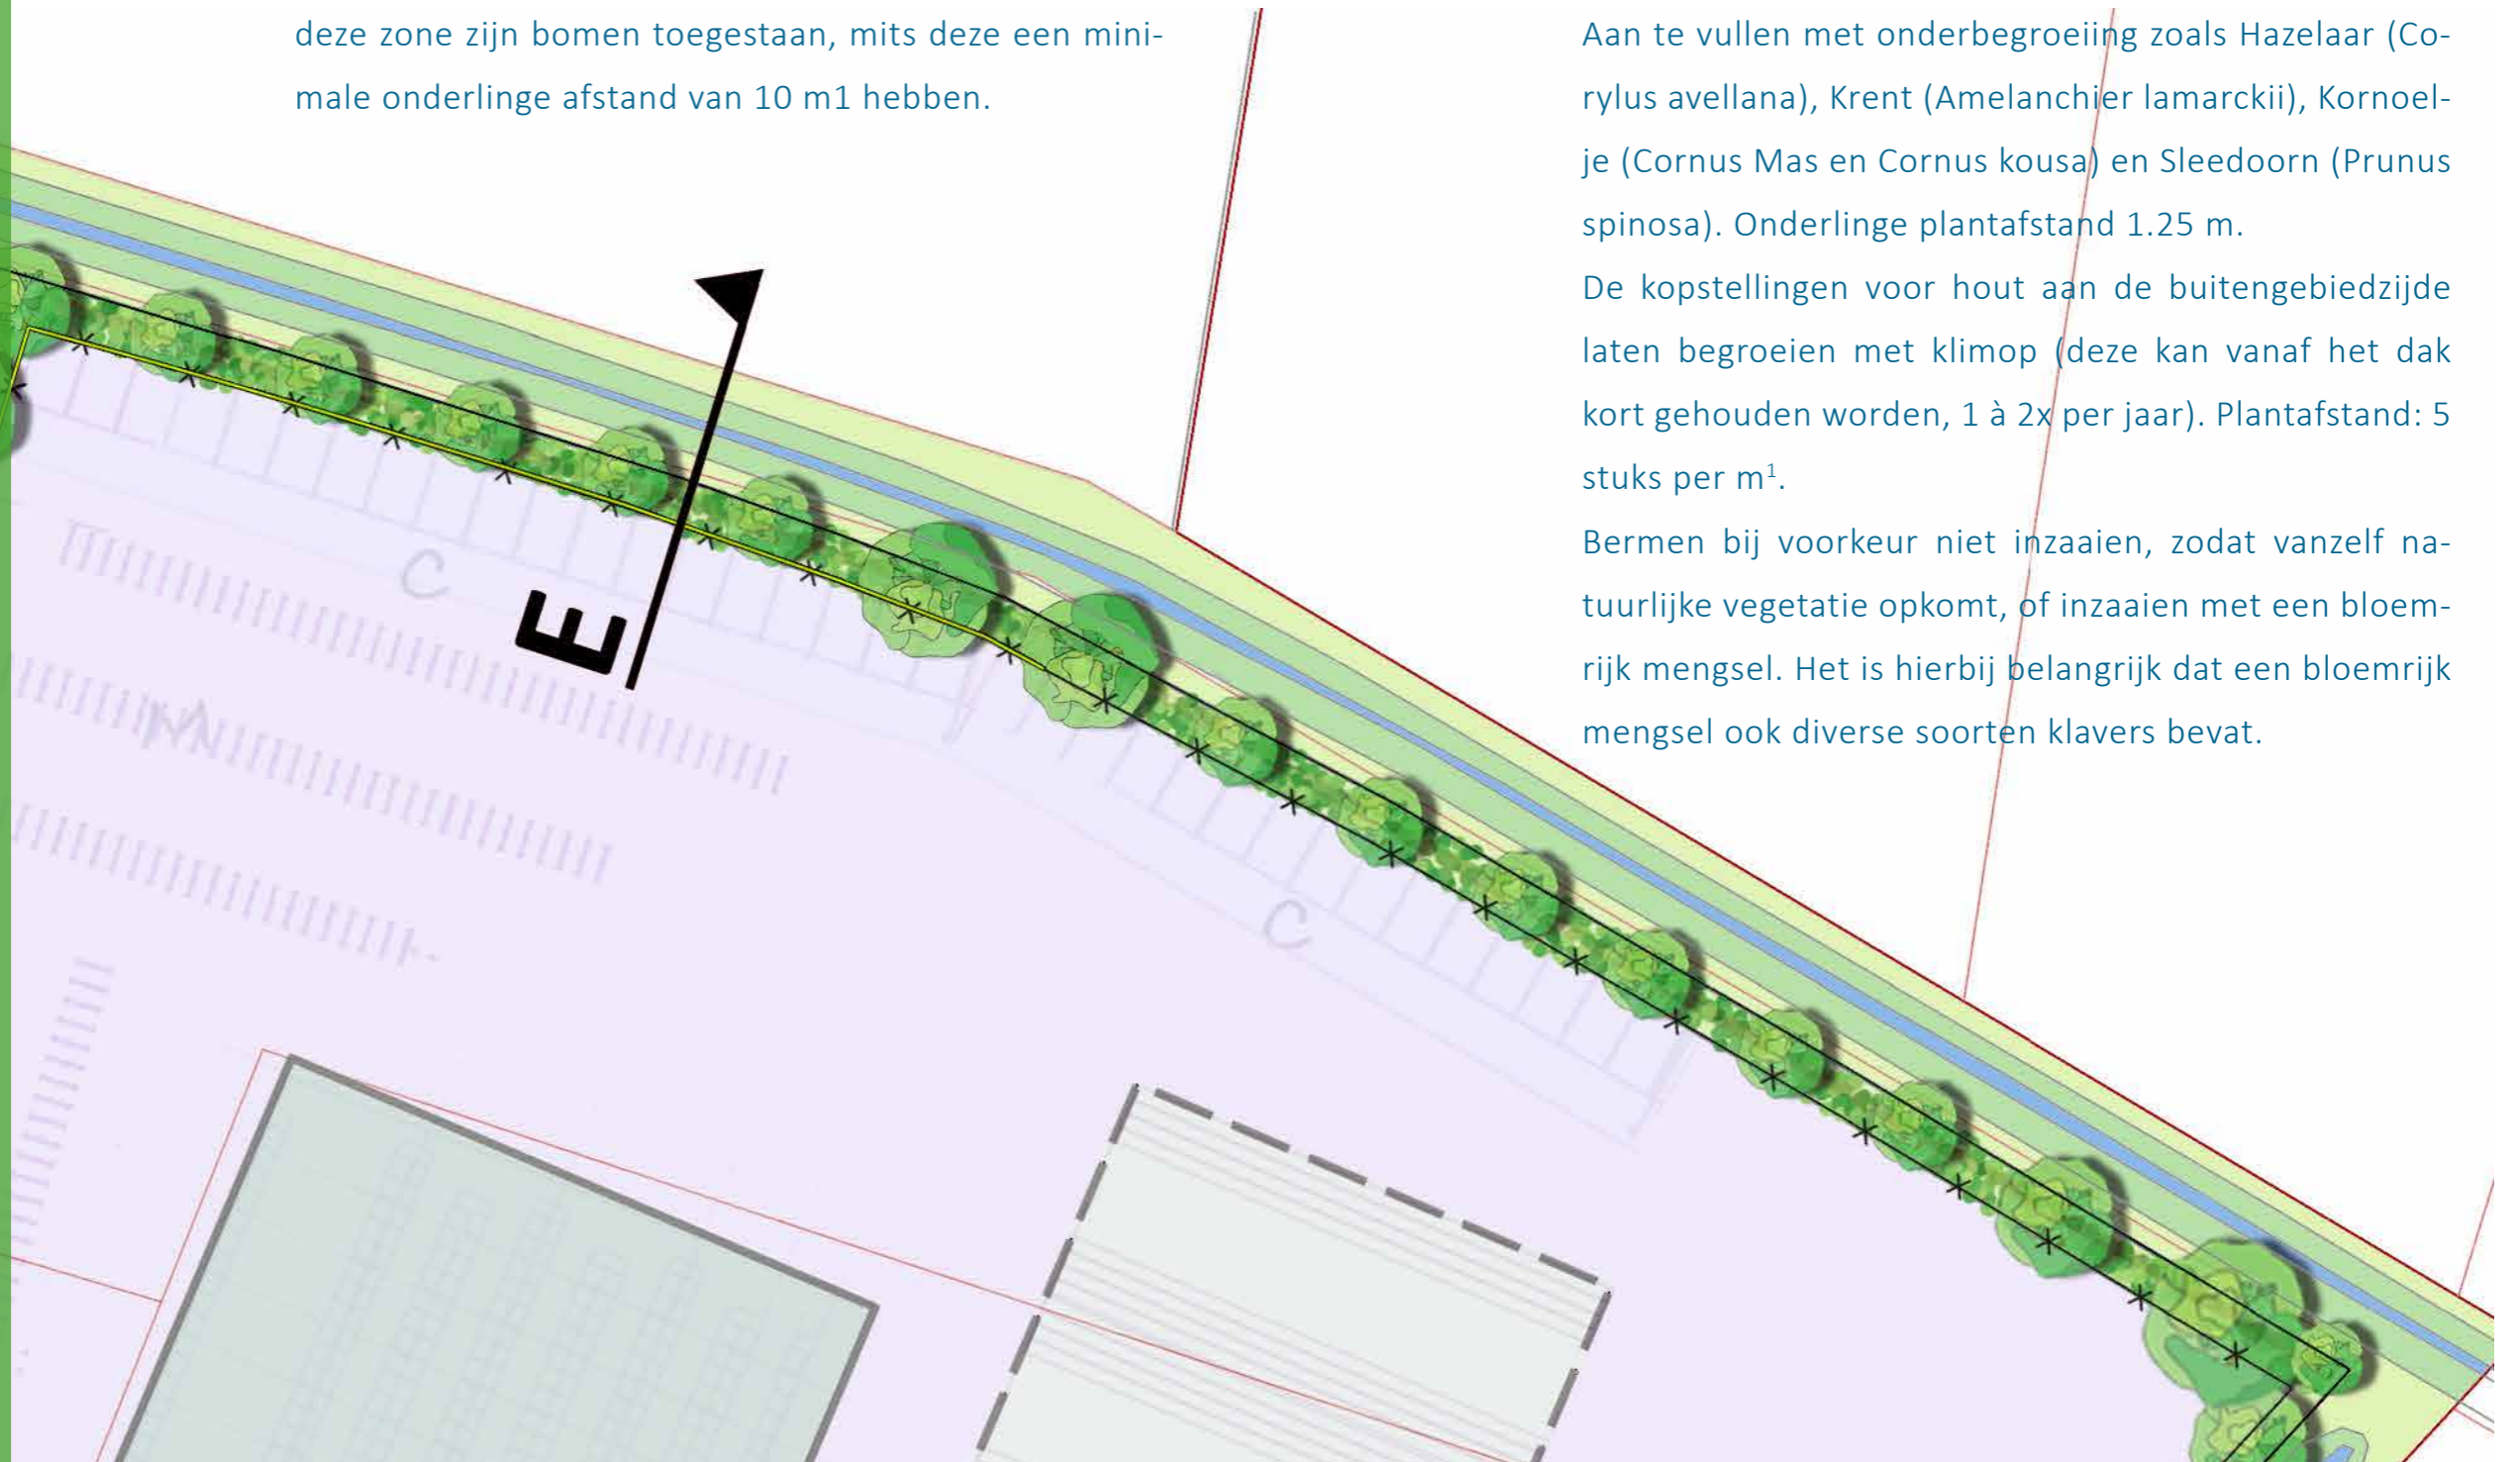 deze zone zijn bomen toegestaan, mits deze een mini-
male onderlinge afstand van 10 m1 hebben.
Aan te vullen met onderbegroeiing zoals Hazelaar (Co-
rylus avellana), Krent (Amelanchier lamarckii), Kornoel-
je (Cornus Mas en Cornus kousa) en Sleedoorn (Prunus
spinosa). Onderlinge plantafstand 1.25 m.
De kopstellingen voor hout aan de buitengebiedzijde
laten begroeien met klimop (deze kan vanaf het dak
kort gehouden worden, 1 à 2x per jaar). Plantafstand: 5
stuks per m¹.
Bermen bij voorkeur niet inzaaien, zodat vanzelf na-
tuurlijke vegetatie opkomt, of inzaaien met een bloem-
rijk mengsel. Het is hierbij belangrijk dat een bloemrijk
mengsel ook diverse soorten klavers bevat.
E
C
C